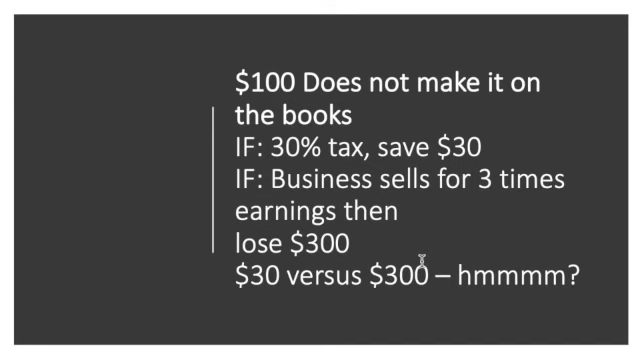 $100 Does not make it on
the books
IF: 30% tax, save $30
IF: Business sells for 3 times
earnings then
lose $300
$30 versus $300 – hmmmm?